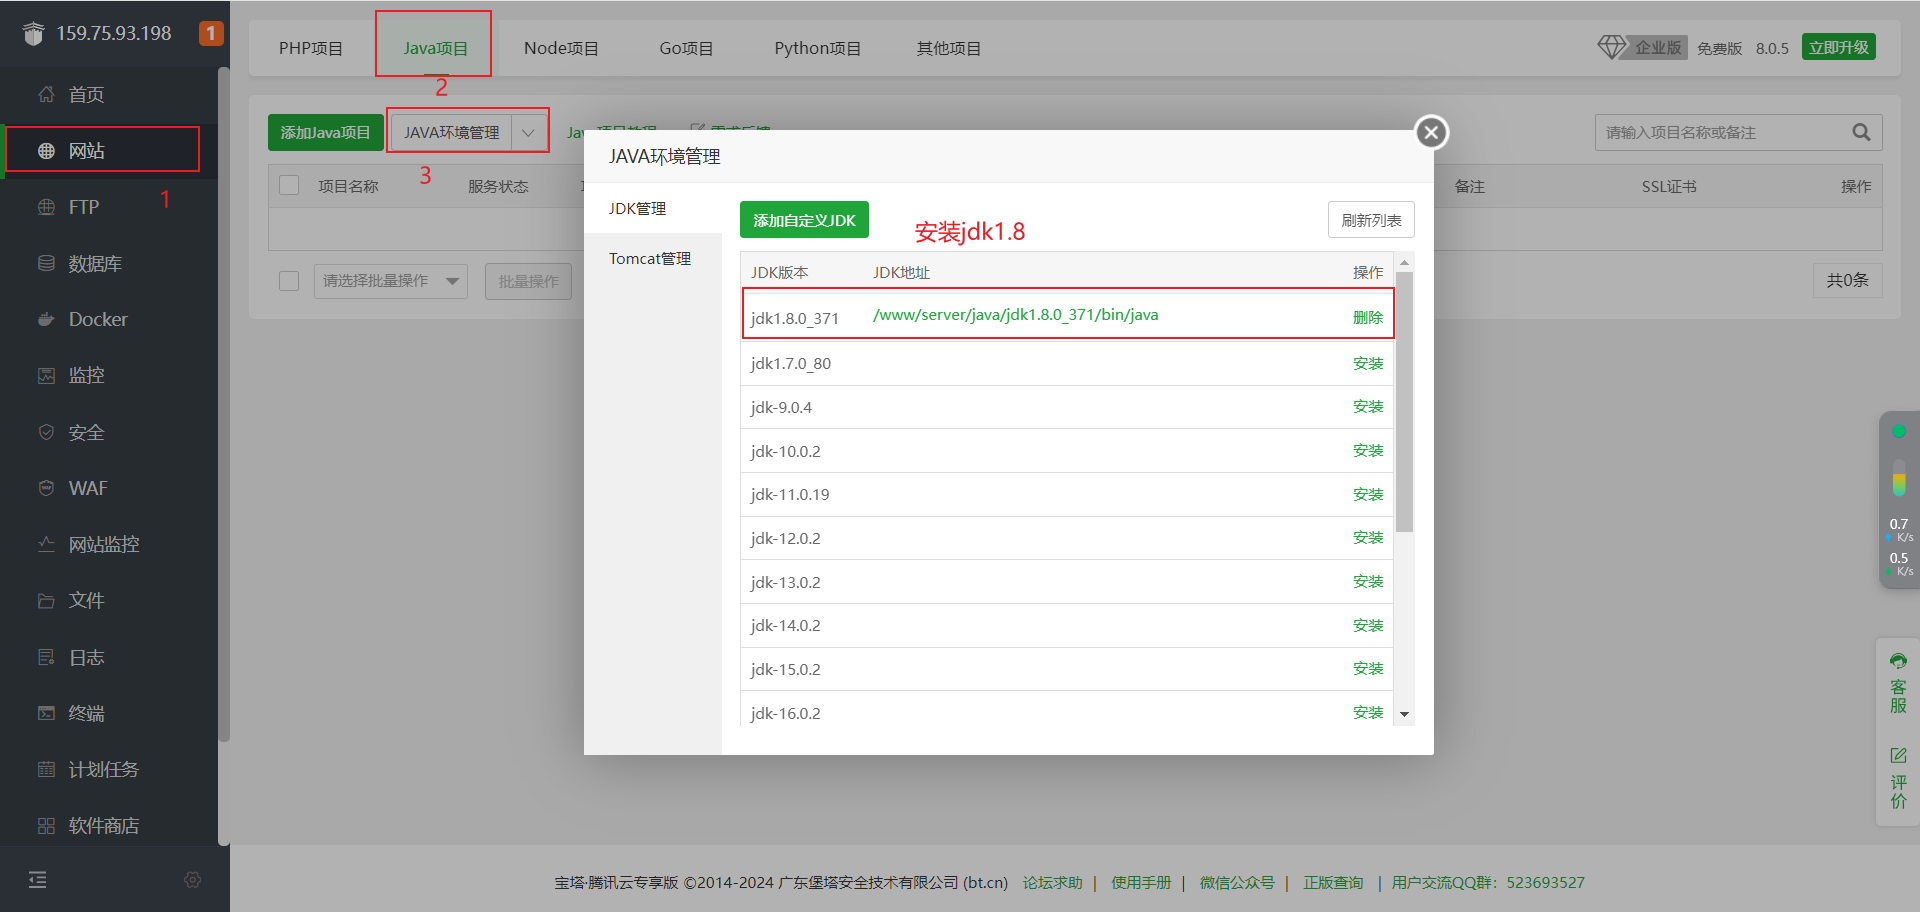 159.75.93.198
1
首页
网站
1
FTP
数据库
Docker
监控
安全
WAF
网站监控
文件
日志
终端
计划任务
软件商店
PHP项目
Java项目
Node项目
Go项目
Python项目
其他项目
企业版
免费版
8.0.5
立即升级
2
添加Java项目
JAVA环境管理
3
请输入项目名称或备注
项目名称
服务状态
备注
SSL证书
操作
请选择批量操作
批量操作
共0条
JAVA环境管理
JDK管理
Tomcat管理
添加自定义JDK
安装jdk1.8
刷新列表
JDK版本 JDK地址 操作
jdk1.8.0_371 /www/server/java/jdk1.8.0_371/bin/java 删除
jdk1.7.0_80 安装
jdk-9.0.4 安装
jdk-10.0.2 安装
jdk-11.0.19 安装
jdk-12.0.2 安装
jdk-13.0.2 安装
jdk-14.0.2 安装
jdk-15.0.2 安装
jdk-16.0.2 安装
0.7
K/s
0.5
K/s
客服
评价
宝塔·腾讯云专享版 ©2014-2024 广东堡塔安全技术有限公司 (bt.cn) 论坛求助 | 使用手册 | 微信公众号 | 正版查询 | 用户交流QQ群：523693527